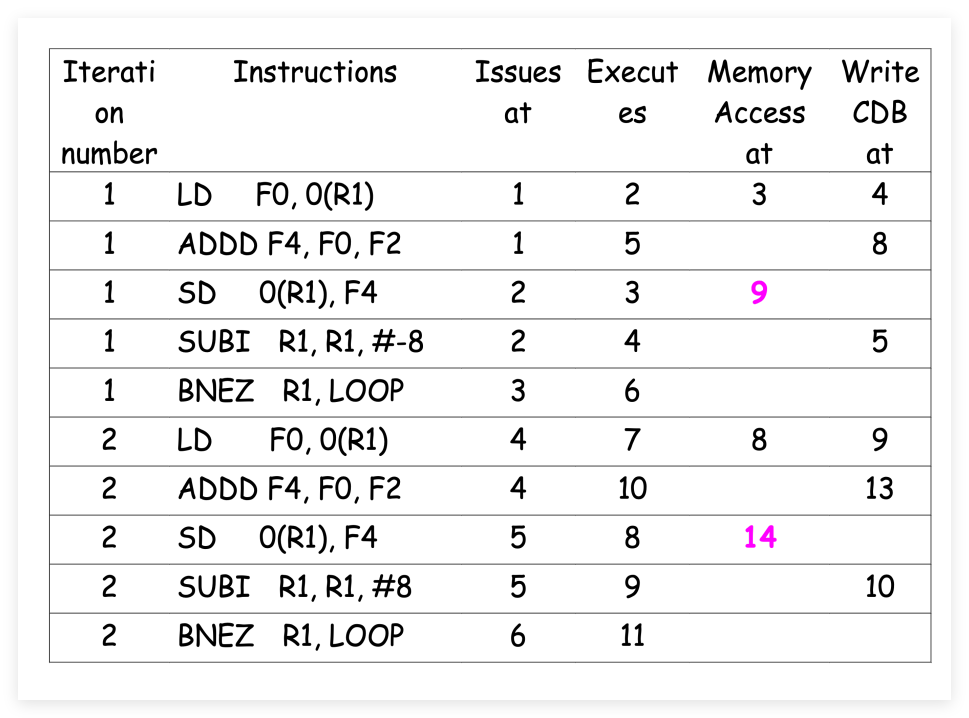 Iterati Instructions Issues Execut Memory Write
on at es Access CDB
number at at
1 LD F0, 0(R1) 1 2 3 4
1 ADDD F4, F0, F2 1 5 8
1 SD 0(R1), F4 2 3 9
1 SUBI R1, R1, #-8 2 4 5
1 BNEZ R1, LOOP 3 6
2 LD F0, 0(R1) 4 7 8 9
2 ADDD F4, F0, F2 4 10 13
2 SD 0(R1), F4 5 8 14
2 SUBI R1, R1, #8 5 9 10
2 BNEZ R1, LOOP 6 11